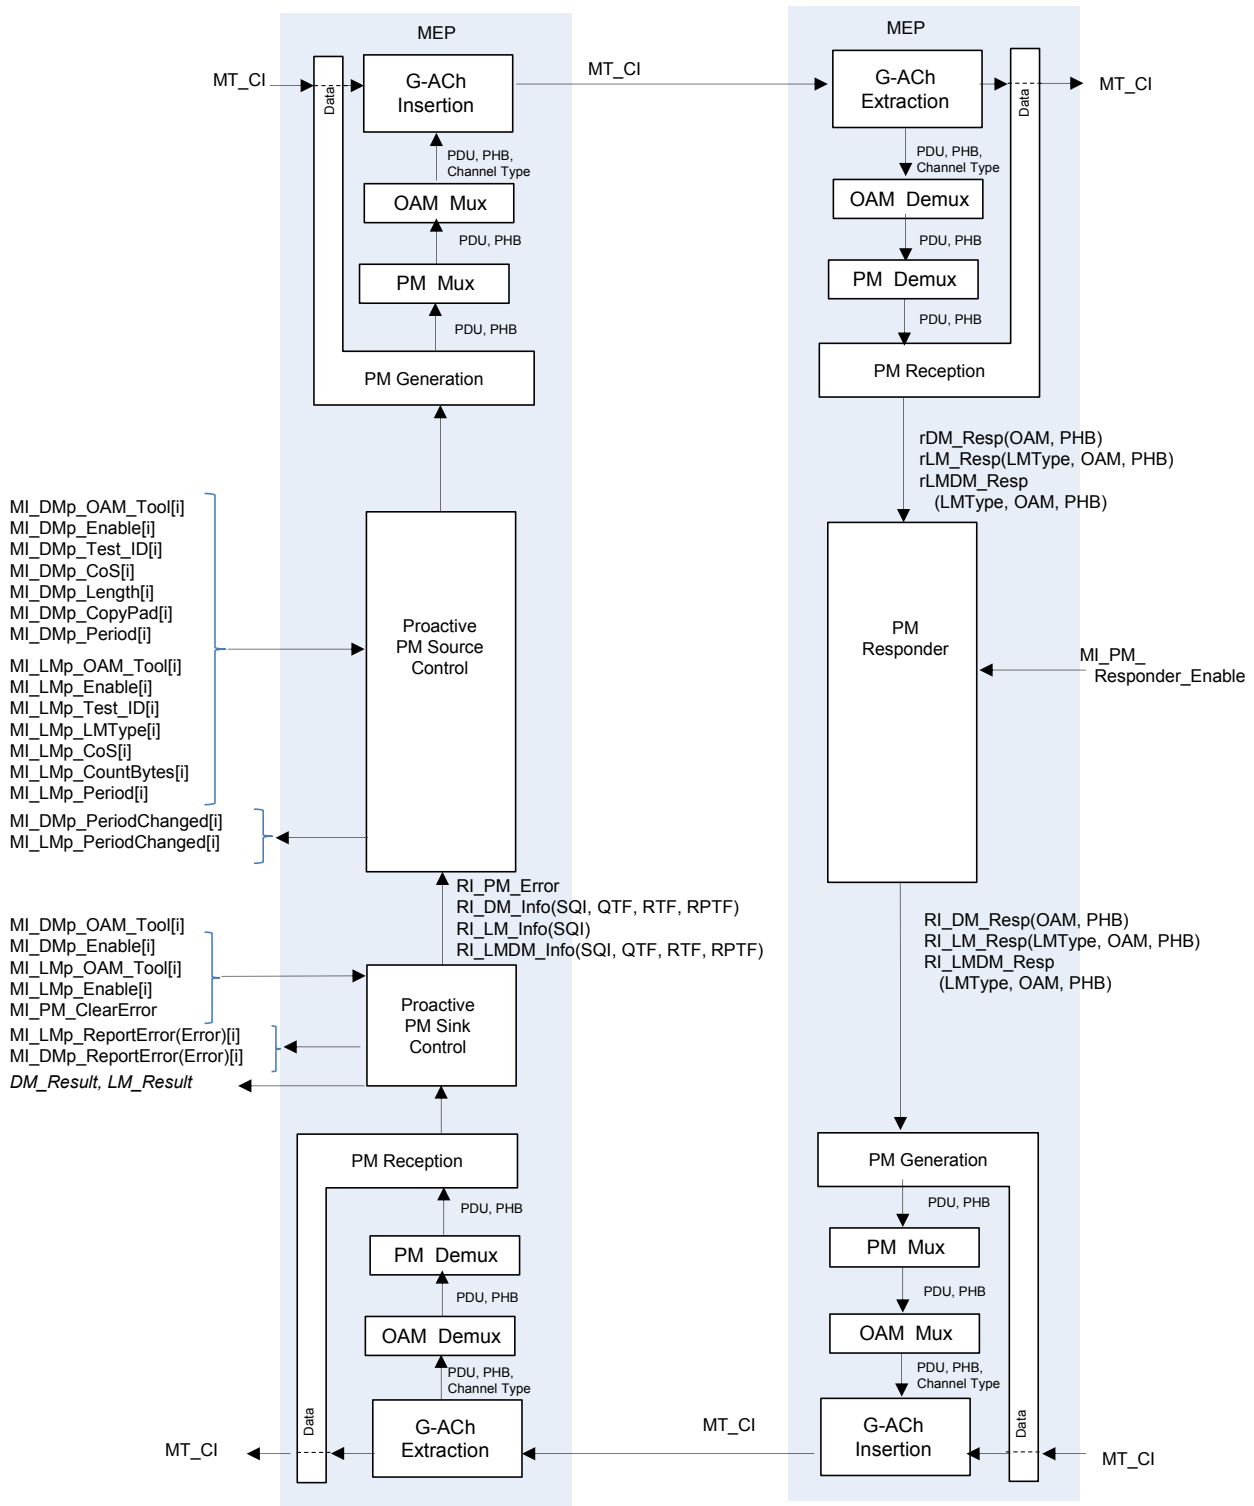 MEP
MEP
MT_CI
Data
G-ACh
Insertion
MT_CI
G-ACh
Extraction
Data
MT_CI
PDU, PHB,
Channel Type
PDU, PHB,
Channel Type
OAM Mux
OAM Demux
PDU, PHB
PDU, PHB
PM Mux
PM Demux
PDU, PHB
PDU, PHB
PM Generation
PM Reception
rDM_Resp(OAM, PHB)
rLM_Resp(LMType, OAM, PHB)
rLMDM_Resp
(LMType, OAM, PHB)
MI_DMp_OAM_Tool[i]
MI_DMp_Enable[i]
MI_DMp_Test_ID[i]
MI_DMp_CoS[i]
MI_DMp_Length[i]
MI_DMp_CopyPad[i]
MI_DMp_Period[i]
MI_LMp_OAM_Tool[i]
MI_LMp_Enable[i]
MI_LMp_Test_ID[i]
MI_LMp_LMType[i]
MI_LMp_CoS[i]
MI_LMp_CountBytes[i]
MI_LMp_Period[i]
Proactive
PM Source
Control
PM
Responder
MI_PM_
Responder_Enable
MI_DMp_PeriodChanged[i]
MI_LMp_PeriodChanged[i]
RI_PM_Error
RI_DM_Info(SQI, QTF, RTF, RPTF)
RI_LM_Info(SQI)
RI_LMDM_Info(SQI, QTF, RTF, RPTF)
RI_DM_Resp(OAM, PHB)
RI_LM_Resp(LMType, OAM, PHB)
RI_LMDM_Resp
(LMType, OAM, PHB)
MI_DMp_OAM_Tool[i]
MI_DMp_Enable[i]
MI_LMp_OAM_Tool[i]
MI_LMp_Enable[i]
MI_PM_ClearError
MI_LMp_ReportError(Error)[i]
MI_DMp_ReportError(Error)[i]
DM_Result, LM_Result
Proactive
PM Sink
Control
PM Reception
PM Generation
PDU, PHB
PDU, PHB
PM Demux
PM Mux
PDU, PHB
PDU, PHB
OAM Demux
OAM Mux
PDU, PHB,
Channel Type
PDU, PHB,
Channel Type
MT_CI
Data
G-ACh
Extraction
MT_CI
G-ACh
Insertion
Data
MT_CI